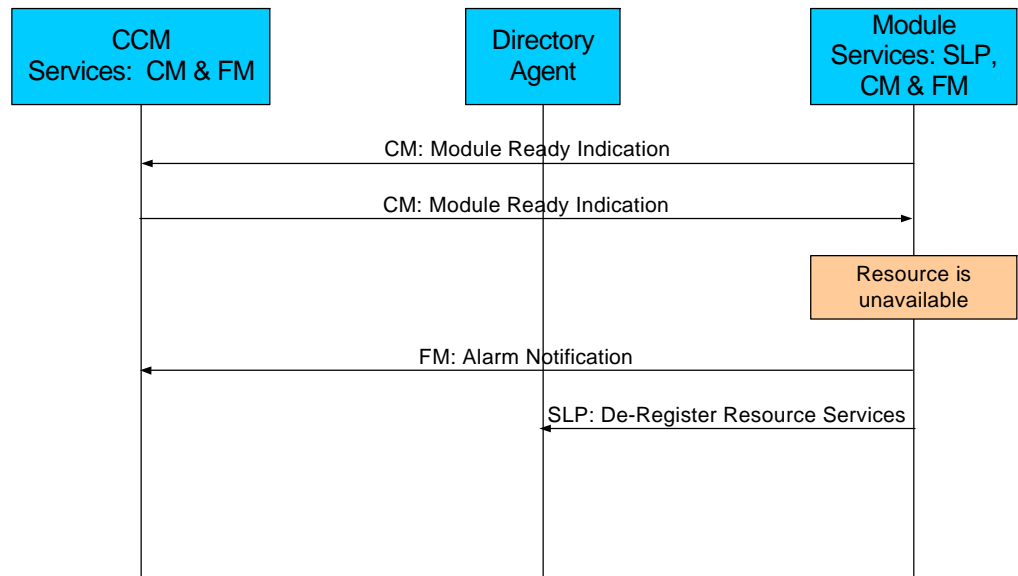 CCM
Services: CM & FM
Directory
Agent
Module
Services: SLP,
CM & FM
CM: Module Ready Indication
CM: Module Ready Indication
Resource is
unavailable
FM: Alarm Notification
SLP: De-Register Resource Services